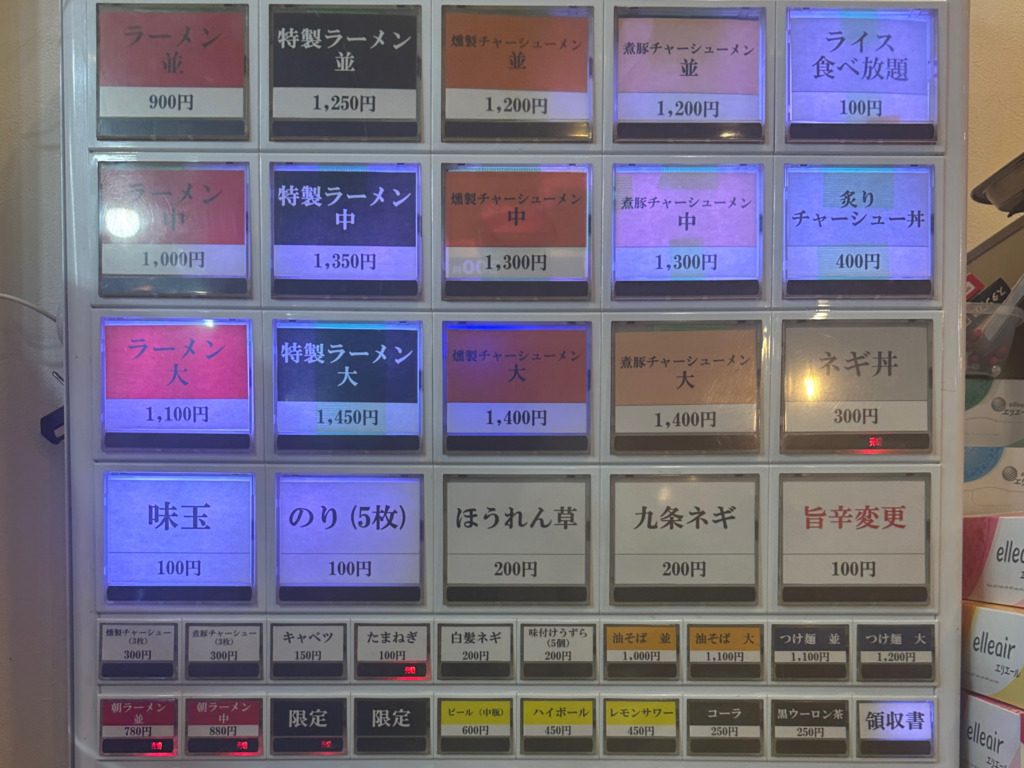 ラーメン
並
900円
特製ラーメン
並
1,250円
燻製チャーシューメン
並
1,200円
煮豚チャーシューメン
並
1,200円
ライス
食べ放題
100円
ラーメン
中
1,000円
特製ラーメン
中
1,350円
燻製チャーシューメン
中
1,300円
煮豚チャーシューメン
中
1,300円
炙り
チャーシュー丼
400円
ラーメン
大
1,100円
特製ラーメン
大
1,450円
燻製チャーシューメン
大
1,400円
煮豚チャーシューメン
大
1,400円
ネギ丼
300円
売切
味玉
100円
のり(5枚)
100円
ほうれん草
200円
九条ネギ
200円
旨辛変更
100円
燻製チャーシュー
(3枚)
300円
煮豚チャーシュー
(3枚)
300円
キャベツ
150円
たまねぎ
100円
売切
白髪ネギ
200円
味付けうずら
(5個)
200円
油そば 並
1,000円
油そば 大
1,100円
つけ麺 並
1,100円
つけ麺 大
1,200円
朝ラーメン
並
780円
売切
朝ラーメン
中
880円
売切
限定
売切
限定
ビール(中瓶)
600円
ハイボール
450円
レモンサワー
450円
コーラ
250円
黒ウーロン茶
250円
領収書
elleair
エリエール
elleair